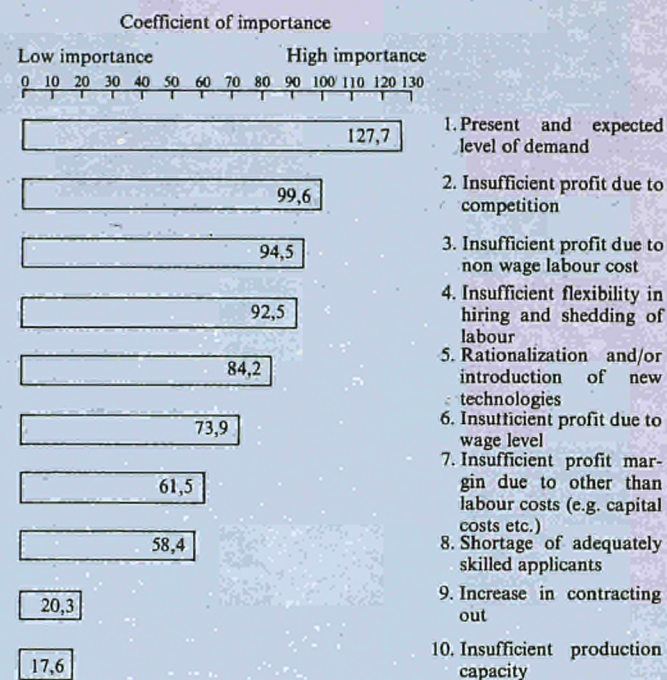 Coefficient of importance
Low importance High importance
0 10 20 30 40 50 60 70 80 90 100 110 120 130
127,7
1. Present and expected
level of demand
99,6
2. Insufficient profit due to
competition
94,5
3. Insufficient profit due to
non wage labour cost
92,5
4. Insufficient flexibility in
hiring and shedding of
labour
84,2
5. Rationalization and/or
introduction of new
technologies
73,9
6. Insufficient profit due to
wage level
61,5
7. Insufficient profit mar-
gin due to other than
labour costs (e.g. capital
costs etc.)
58,4
8. Shortage of adequately
skilled applicants
20,3
9. Increase in contracting
out
17,6
10. Insufficient production
capacity